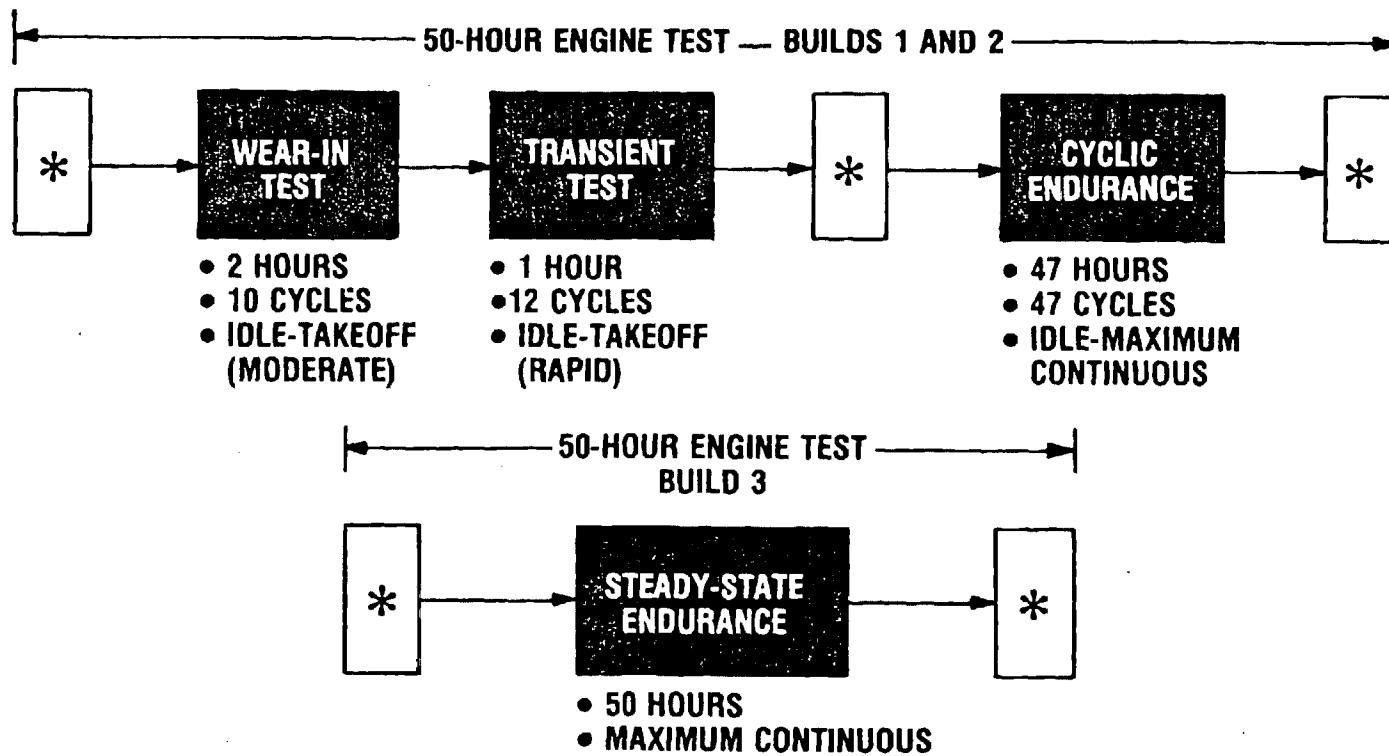 50-HOUR ENGINE TEST — BUILDS 1 AND 2
*
WEAR-IN
TEST
TRANSIENT
TEST
*
CYCLIC
ENDURANCE
*
• 2 HOURS
• 10 CYCLES
• IDLE-TAKEOFF
(MODERATE)
• 1 HOUR
• 12 CYCLES
• IDLE-TAKEOFF
(RAPID)
• 47 HOURS
• 47 CYCLES
• IDLE-MAXIMUM
CONTINUOUS
50-HOUR ENGINE TEST
BUILD 3
*
STEADY-STATE
ENDURANCE
*
• 50 HOURS
• MAXIMUM CONTINUOUS